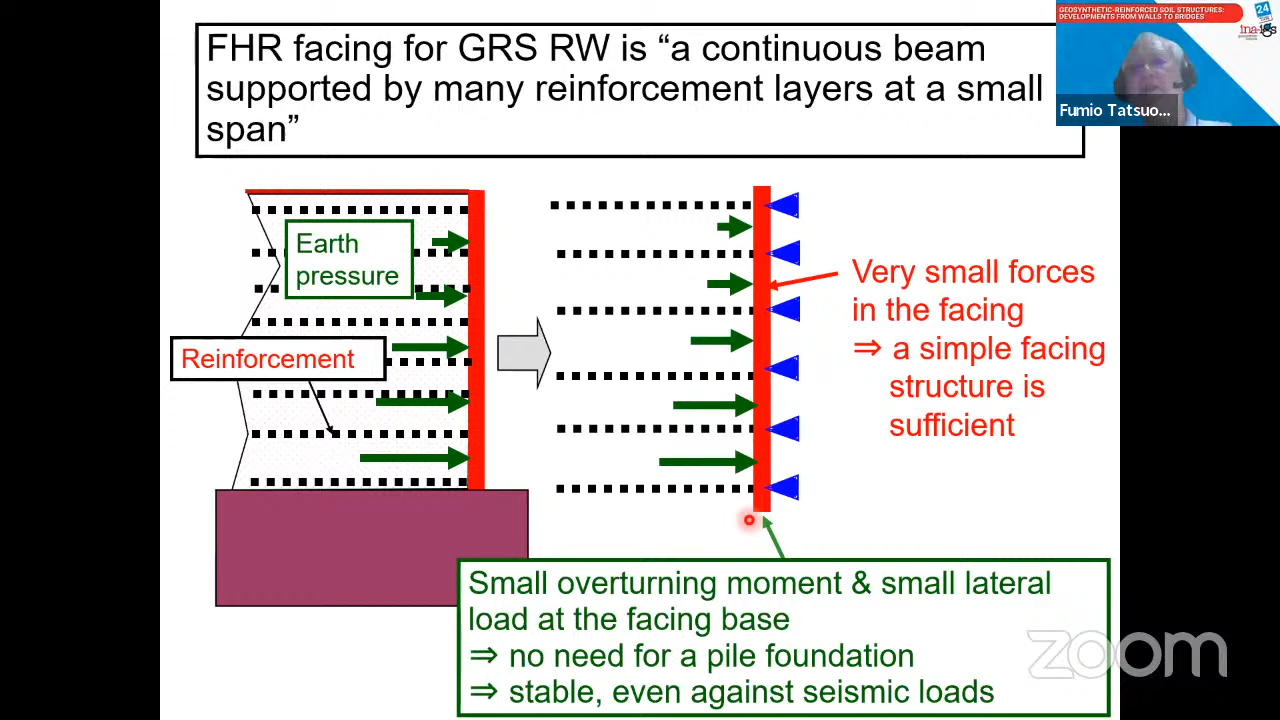 FHR facing for GRS RW is “a continuous beam
supported by many reinforcement layers at a small
span”
GEOSYNTHETIC-REINFORCED SOIL STRUCTURES:
DEVELOPMENTS FROM WALLS TO BRIDGES
24
ina-igs
Fumio Tatsuo...
Earth
pressure
Reinforcement
Very small forces
in the facing
⇒ a simple facing
structure is
sufficient
Small overturning moment & small lateral
load at the facing base
⇒ no need for a pile foundation
⇒ stable, even against seismic loads
zoom